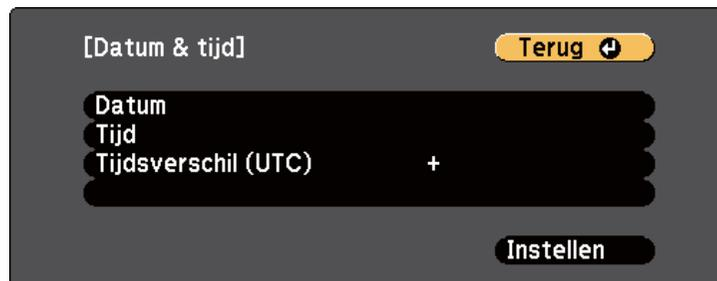 [Datum & tijd]
Terug
Datum
Tijd
Tijdsverschil (UTC) +
Instellen